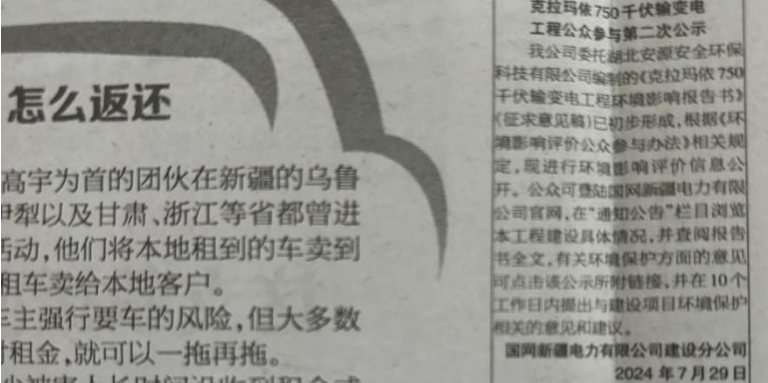 怎么返还
高宇为首的团伙在新疆的乌鲁
伊犁以及甘肃、浙江等省都曾进
活动，他们将本地租到的车卖到
租车卖给本地客户。
车主强行要车的风险，但大多数
付租金，就可以一拖再拖。
克拉玛依750千伏输变电
工程公众参与第二次公示
我公司委托湖北安源安全环保
科技有限公司编制的《克拉玛依750
千伏输变电工程环境影响报告书》
（征求意见稿）已初步形成，根据《环
境影响评价公众参与办法》相关规
定，现进行环境影响评价信息公
开。公众可登陆国网新疆电力有限
公司官网，在“通知公告”栏目浏览
本工程建设具体情况，并查阅报告
书全文，有关环境保护方面的意见
可点击该公示所附链接，并在10个
工作日内提出与建设项目环境保护
相关的意见和建议。
国网新疆电力有限公司建设分公司
2024年7月29日